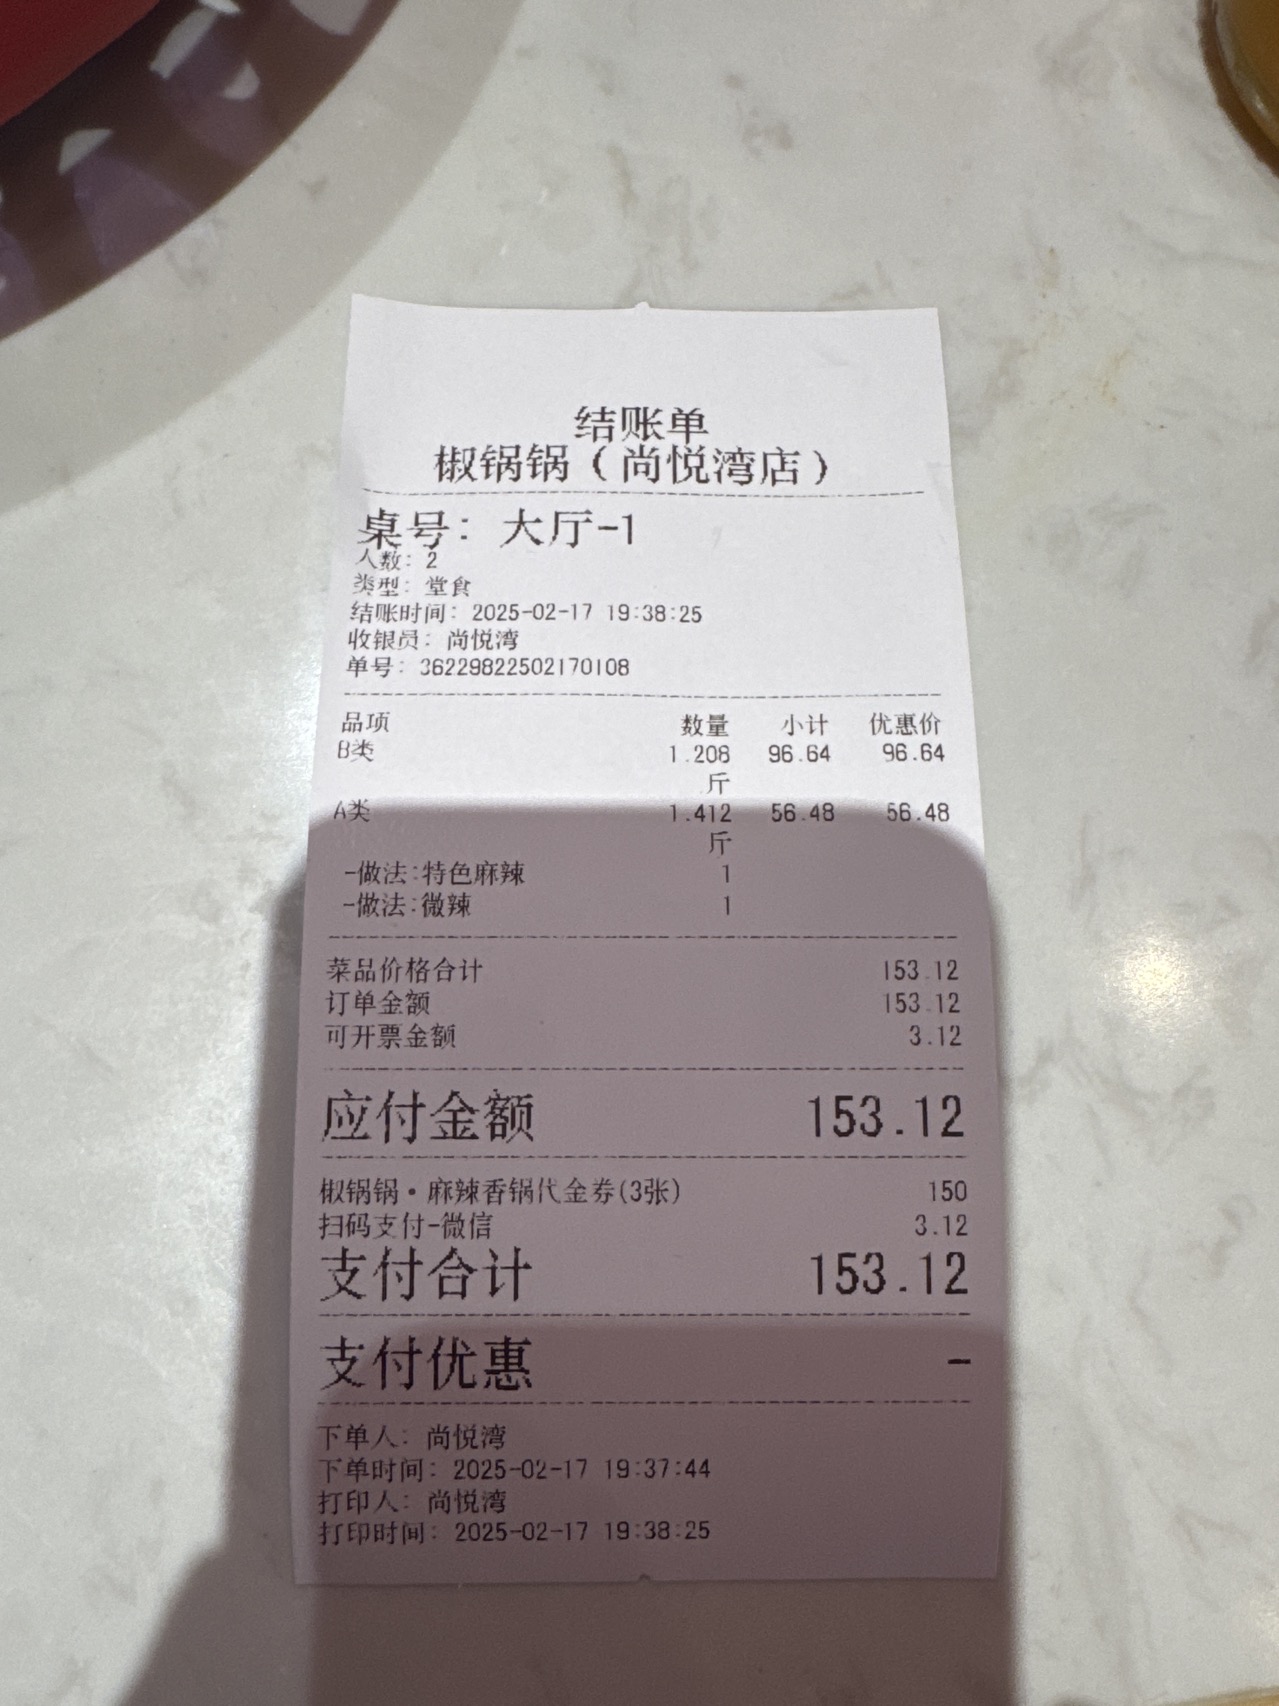 结账单
椒锅锅（尚悦湾店）
桌号：大厅-1
人数：2
类型：堂食
结账时间：2025-02-17 19:38:25
收银员：尚悦湾
单号：36229822502170108
品项 数量 小计 优惠价
B类 1.208 96.64 96.64
斤
A类 1.412 56.48 56.48
斤
-做法:特色麻辣 1
-做法:微辣 1
菜品价格合计 153.12
订单金额 153.12
可开票金额 3.12
应付金额 153.12
椒锅锅·麻辣香锅代金券(3张) 150
扫码支付-微信 3.12
支付合计 153.12
支付优惠 -
下单人：尚悦湾
下单时间：2025-02-17 19:37:44
打印人：尚悦湾
打印时间：2025-02-17 19:38:25